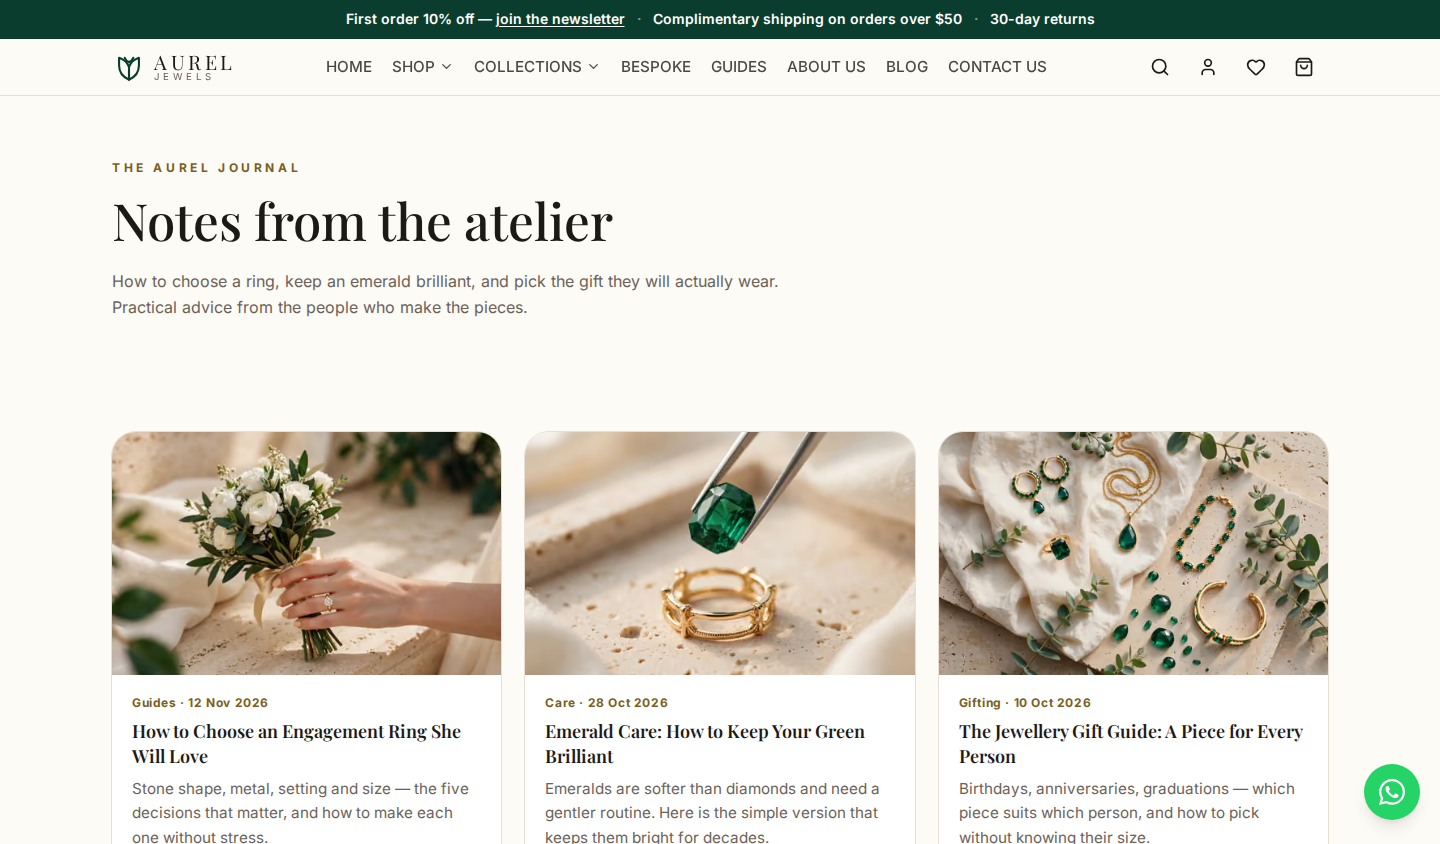 First order 10% off — join the newsletter · Complimentary shipping on orders over $50 · 30-day returns
AUREL
JEWELS
HOME SHOP COLLECTIONS BESPOKE GUIDES ABOUT US BLOG CONTACT US
THE AUREL JOURNAL
Notes from the atelier
How to choose a ring, keep an emerald brilliant, and pick the gift they will actually wear.
Practical advice from the people who make the pieces.
Guides · 12 Nov 2026
How to Choose an Engagement Ring She
Will Love
Stone shape, metal, setting and size — the five
decisions that matter, and how to make each
one without stress.
Care · 28 Oct 2026
Emerald Care: How to Keep Your Green
Brilliant
Emeralds are softer than diamonds and need a
gentler routine. Here is the simple version that
keeps them bright for decades.
Gifting · 10 Oct 2026
The Jewellery Gift Guide: A Piece for Every
Person
Birthdays, anniversaries, graduations — which
piece suits which person, and how to pick
without knowing their size.